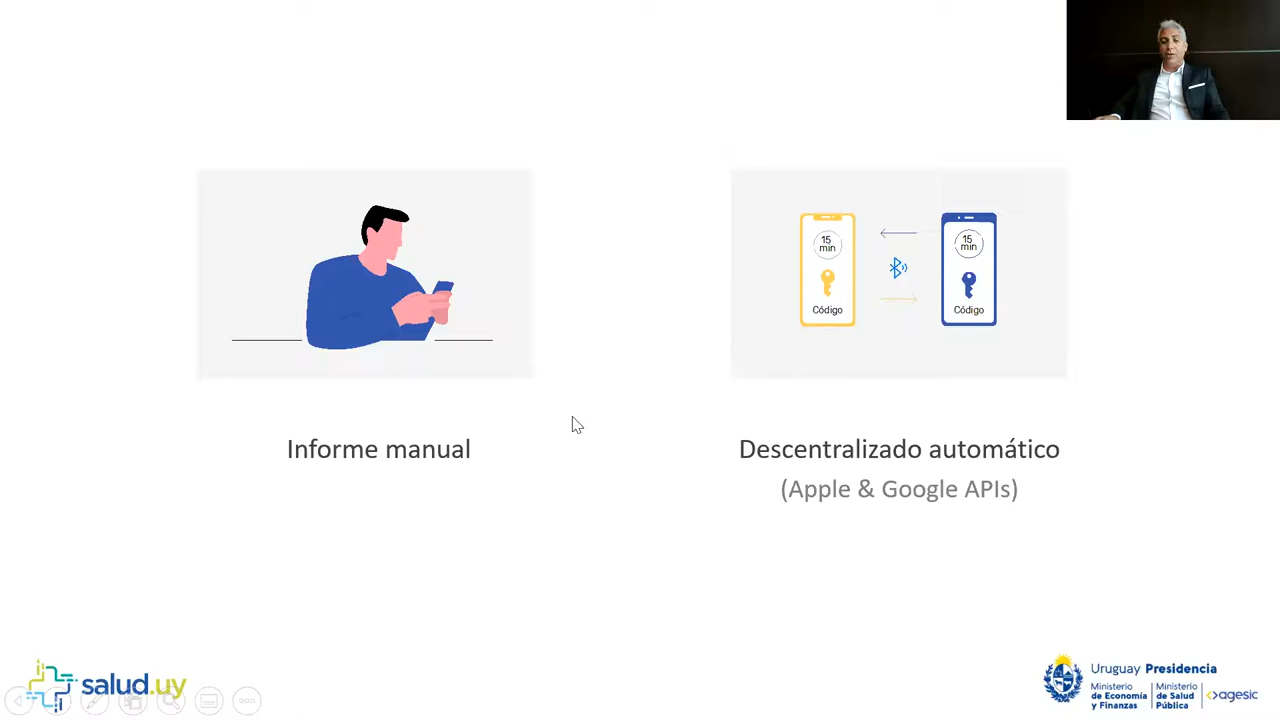 15
min
Código
15
min
Código
Informe manual
Descentralizado automático
(Apple & Google APIs)
salud.uy
Uruguay Presidencia
Ministerio
de Economía
y Finanzas
Ministerio
de Salud
Pública
agesic